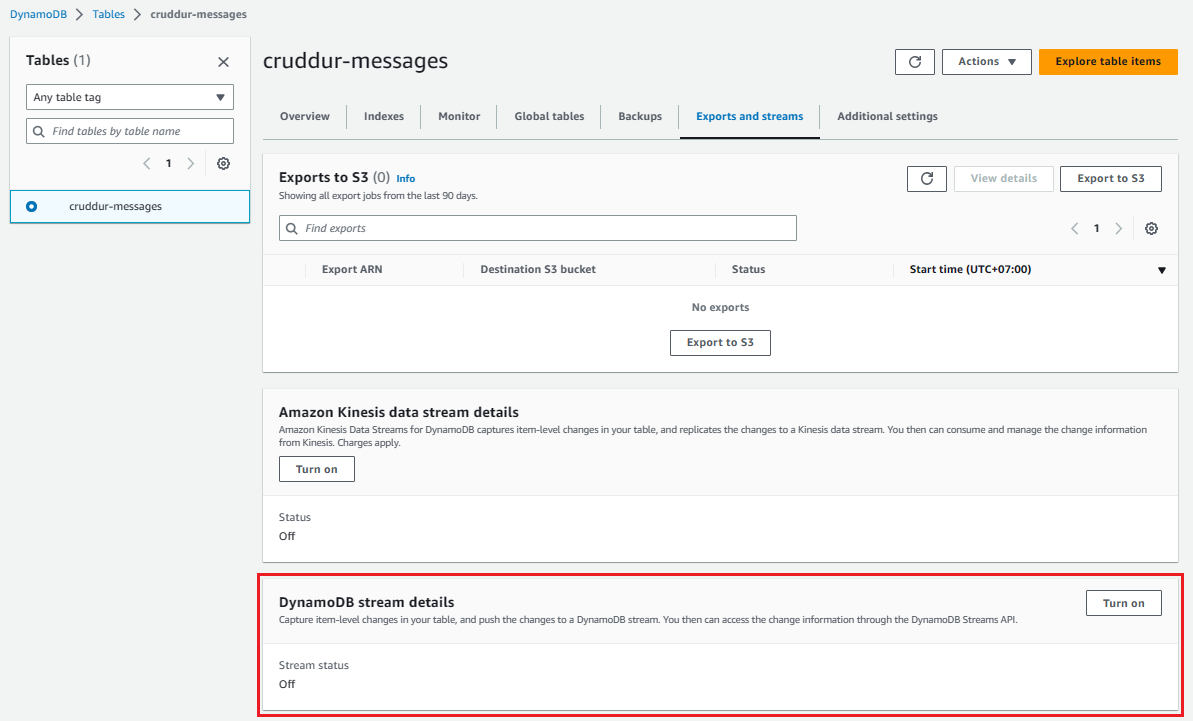 DynamoDB > Tables > cruddur-messages
Tables (1)
Any table tag
Find tables by table name
1
cruddur-messages
cruddur-messages
Actions
Explore table items
Overview
Indexes
Monitor
Global tables
Backups
Exports and streams
Additional settings
Exports to S3 (0) Info
Showing all export jobs from the last 90 days.
View details
Export to S3
Find exports
1
Export ARN
Destination S3 bucket
Status
Start time (UTC+07:00)
No exports
Export to S3
Amazon Kinesis data stream details
Amazon Kinesis Data Streams for DynamoDB captures item-level changes in your table, and replicates the changes to a Kinesis data stream. You then can consume and manage the change information
from Kinesis. Charges apply.
Turn on
Status
Off
DynamoDB stream details
Capture item-level changes in your table, and push the changes to a DynamoDB stream. You then can access the change information through the DynamoDB Streams API.
Turn on
Stream status
Off